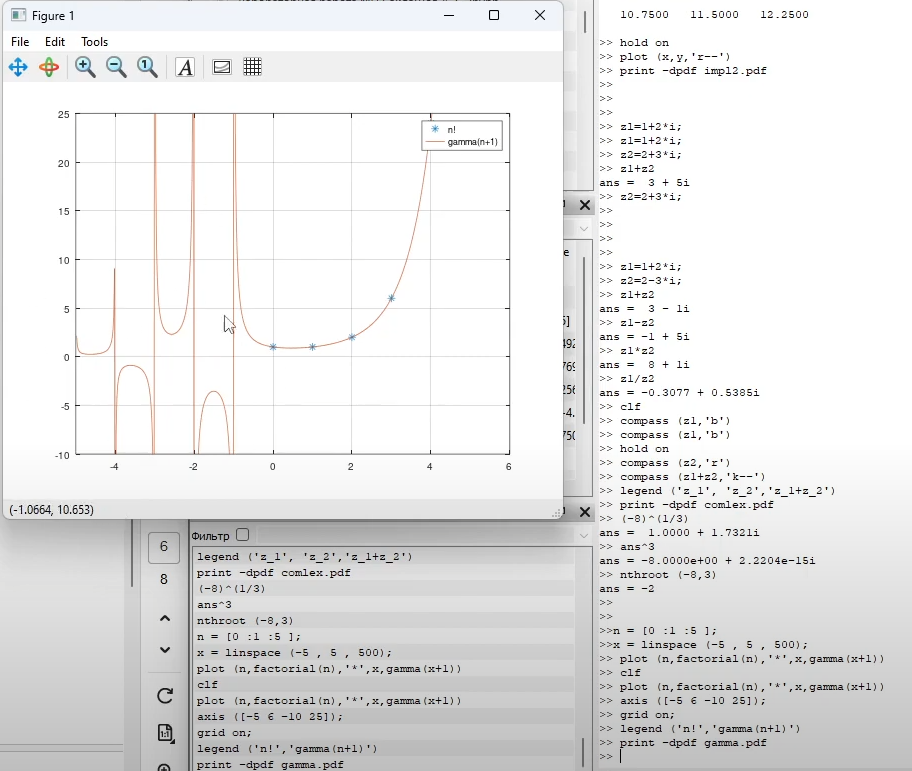 Figure 1
File Edit Tools
25
20
15
10
5
0
-5
-10
-4
-2
0
2
4
6
n!
gamma(n+1)
(-1.0664, 10.653)
6
8
Фильтр
legend ('z_1', 'z_2','z_1+z_2')
print -dpdf comlex.pdf
(-8)^(1/3)
ans^3
nthroot (-8,3)
n = [0 :1 :5 ];
x = linspace (-5 , 5 , 500);
plot (n,factorial(n),'*',x,gamma(x+1))
clf
plot (n,factorial(n),'*',x,gamma(x+1))
axis ([-5 6 -10 25]);
grid on;
legend ('n!','gamma(n+1)')
print -dpdf gamma.pdf
10.7500 11.5000 12.2500
>> hold on
>> plot (x,y,'r--')
>> print -dpdf impl2.pdf
>>
>>
>> z1=1+2*i;
>> z1=1+2*i;
>> z2=2+3*i;
>> z1+z2
ans = 3 + 5i
>> z2=2+3*i;
>>
>>
>>
>>
>> z1=1+2*i;
>> z2=2-3*i;
>> z1+z2
ans = 3 - 1i
>> z1-z2
ans = -1 + 5i
>> z1*z2
ans = 8 + 1i
>> z1/z2
ans = -0.3077 + 0.5385i
>> clf
>> compass (z1,'b')
>> compass (z1,'b')
>> hold on
>> compass (z2,'r')
>> compass (z1+z2,'k--')
>> legend ('z_1', 'z_2','z_1+z_2')
>> print -dpdf comlex.pdf
>> (-8)^(1/3)
ans = 1.0000 + 1.7321i
>> ans^3
ans = -8.0000e+00 + 2.2204e-15i
>> nthroot (-8,3)
ans = -2
>>
>>
>>n = [0 :1 :5 ];
>>x = linspace (-5 , 5 , 500);
>> plot (n,factorial(n),'*',x,gamma(x+1))
>> clf
>> plot (n,factorial(n),'*',x,gamma(x+1))
>> axis ([-5 6 -10 25]);
>> grid on;
>> legend ('n!','gamma(n+1)')
>> print -dpdf gamma.pdf
>>